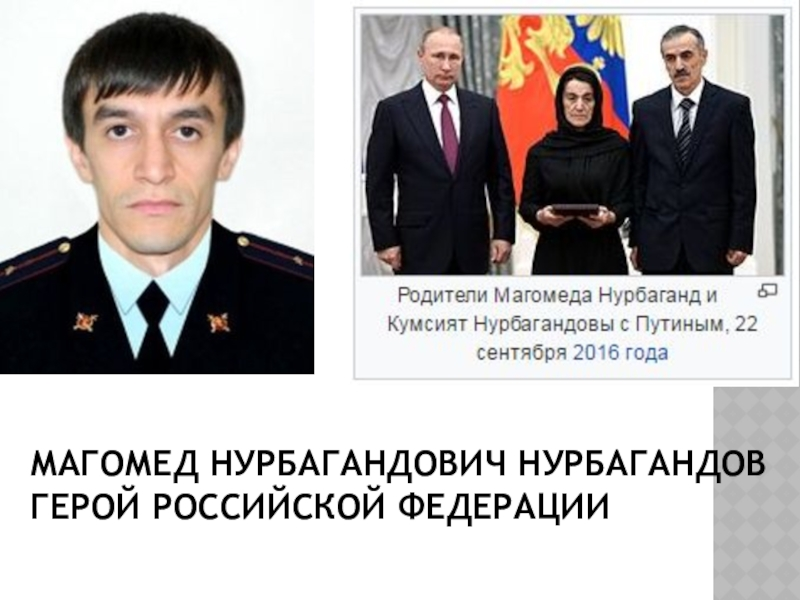 Родители Магомеда Нурбаганд и
Кумсият Нурбагандовы с Путиным, 22
сентября 2016 года
МАГОМЕД НУРБАГАНДОВИЧ НУРБАГАНДОВ
ГЕРОЙ РОССИЙСКОЙ ФЕДЕРАЦИИ